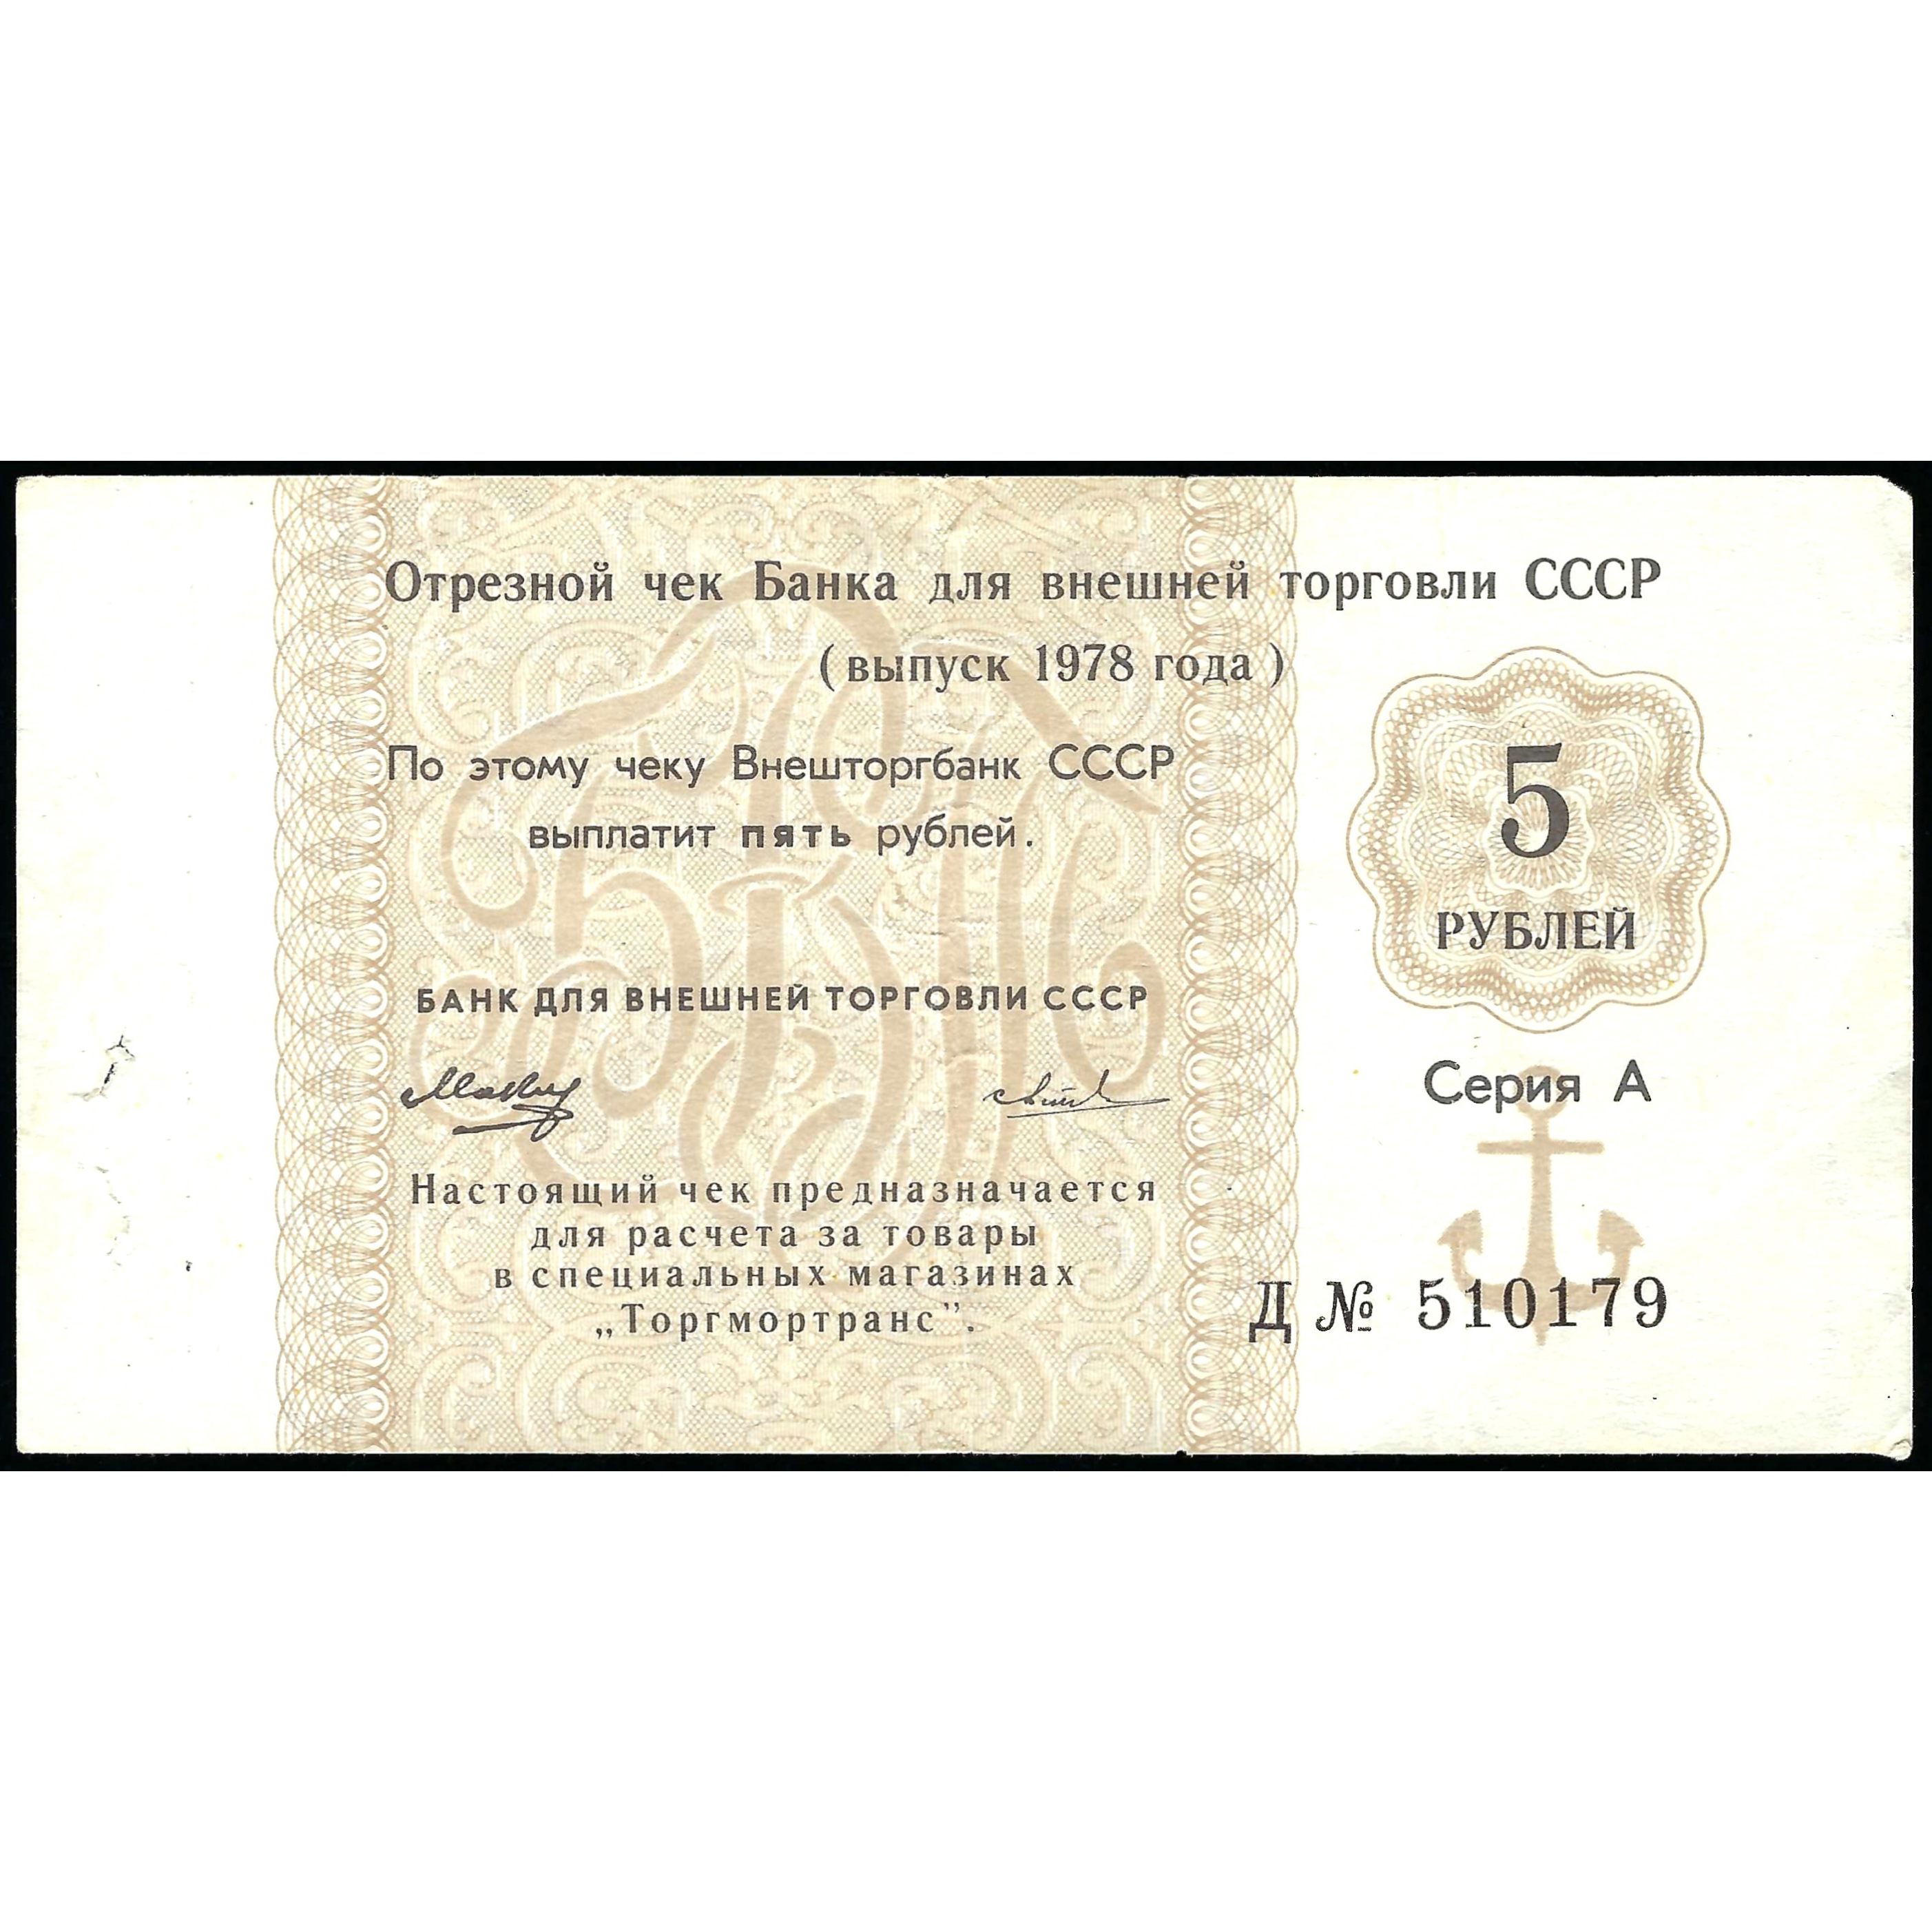 Отрезной чек Банка для внешней торговли СССР
(выпуск 1978 года)
По этому чеку Внешторгбанк СССР
выплатит пять рублей.
5
РУБЛЕЙ
БАНК ДЛЯ ВНЕШНЕЙ ТОРГОВЛИ СССР
Серия А
Настоящий чек предназначается
для расчета за товары
в специальных магазинах
„Торгмортранс”.
Д № 510179